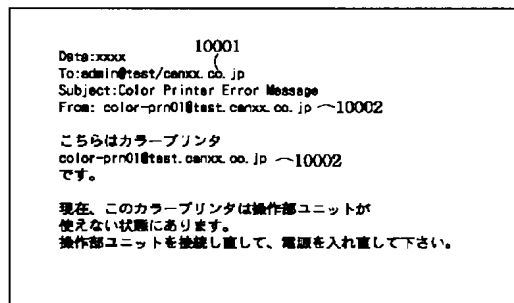 10001
Date:xxxx
To:admin@test/canxx.co.jp
Subject:Color Printer Error Message
From: color-prn01@test.canxx.co.jp ～10002
こちらはカラープリンタ
color-prn01@test.canxx.co.jp ～10002
です。
現在、このカラープリンタは操作部ユニットが
使えない状態にあります。
操作部ユニットを接続し直して、電源を入れ直して下さい。